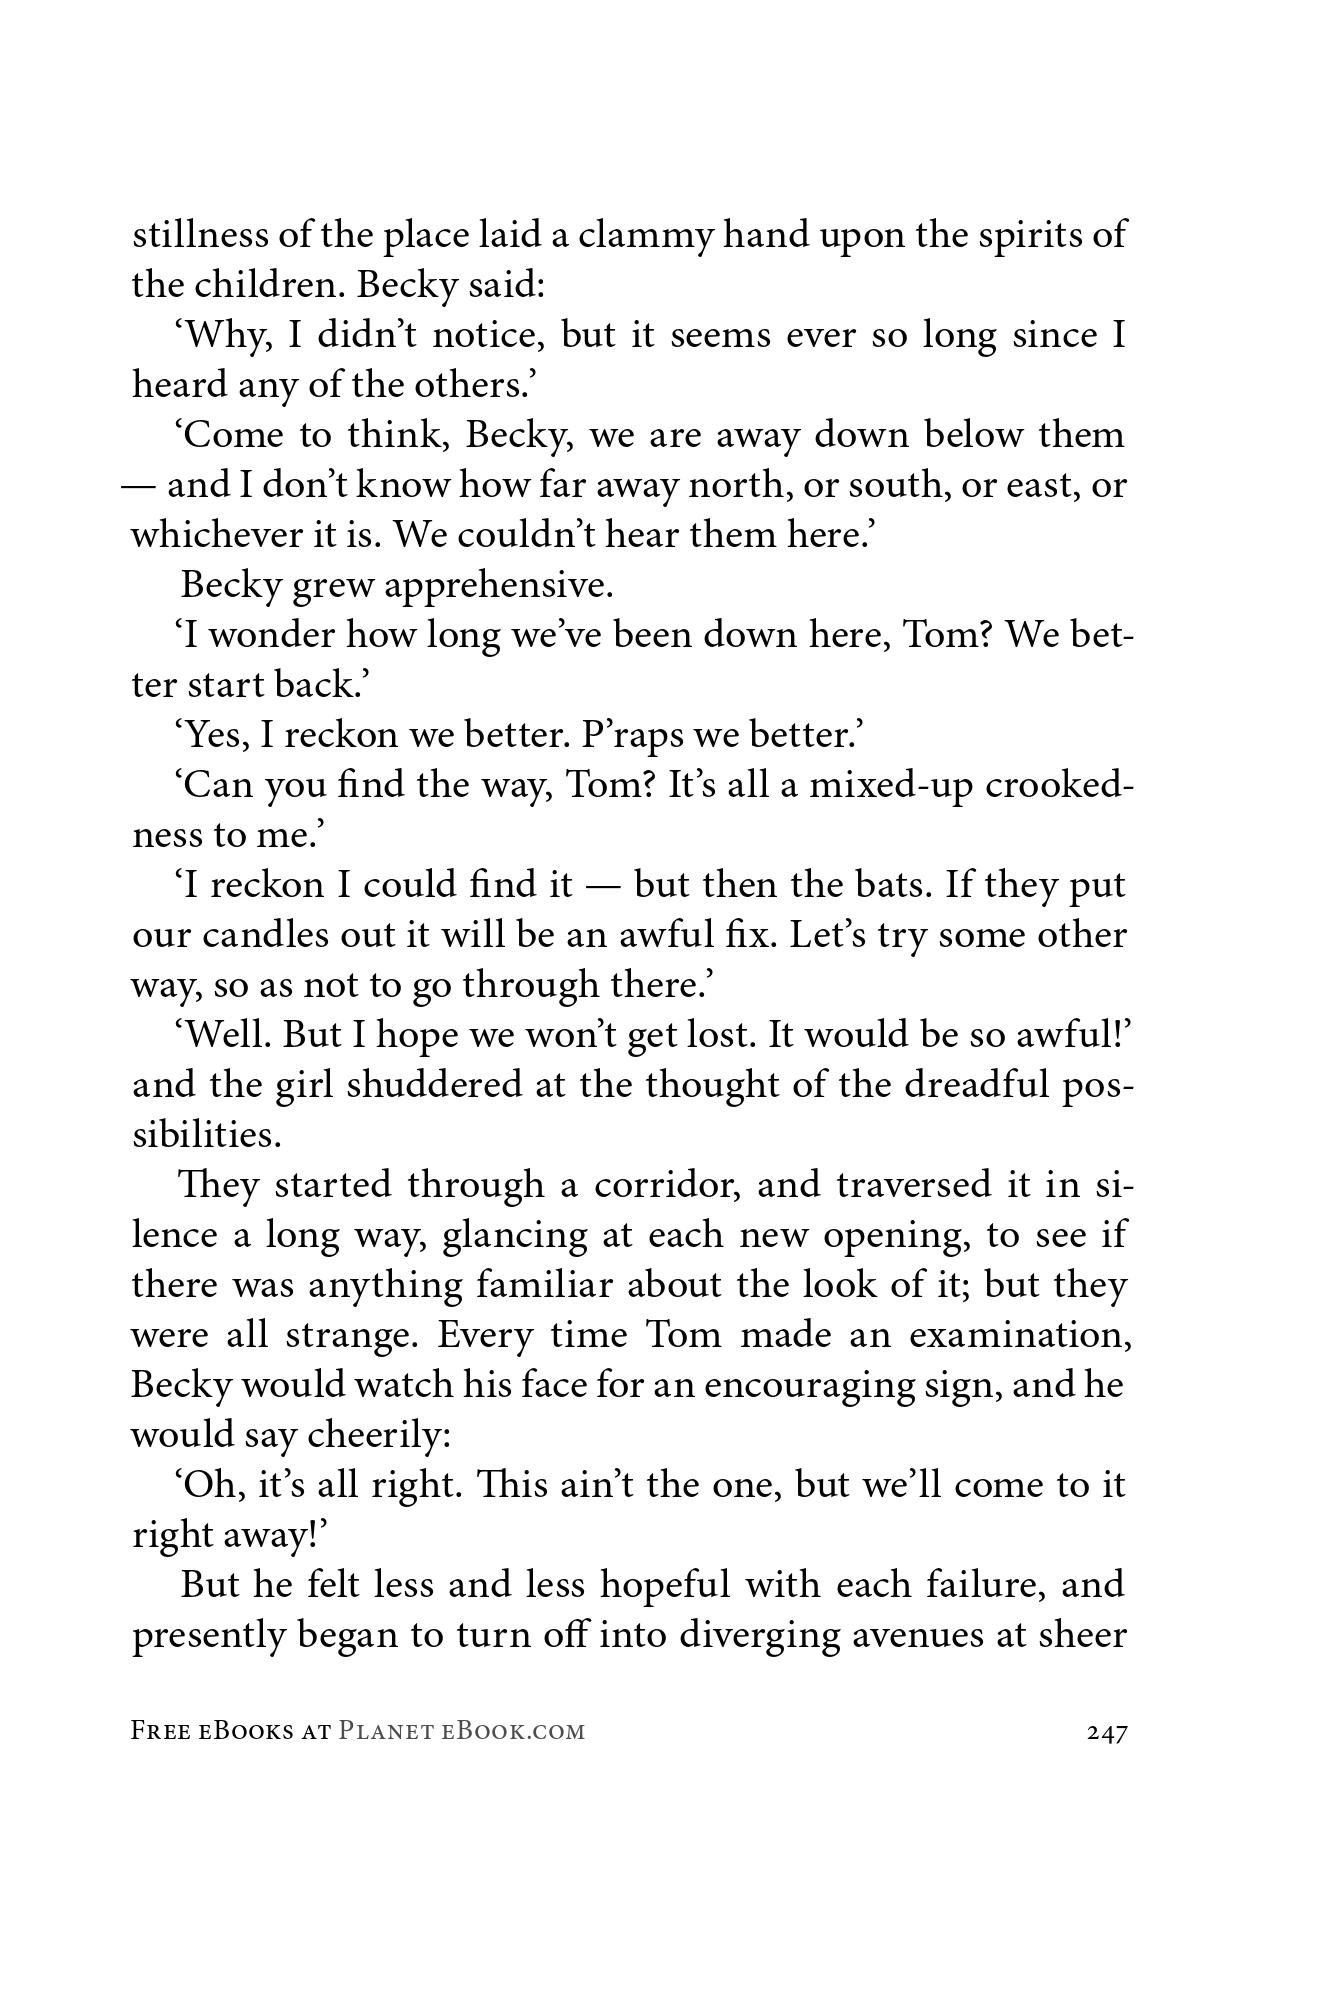 stillness of the place laid a clammy hand upon the spirits of
the children. Becky said:
‘Why, I didn’t notice, but it seems ever so long since I
heard any of the others.’
‘Come to think, Becky, we are away down below them
— and I don’t know how far away north, or south, or east, or
whichever it is. We couldn’t hear them here.’
Becky grew apprehensive.
‘I wonder how long we’ve been down here, Tom? We bet-
ter start back.’
‘Yes, I reckon we better. P’raps we better.’
‘Can you find the way, Tom? It’s all a mixed-up crooked-
ness to me.’
‘I reckon I could find it — but then the bats. If they put
our candles out it will be an awful fix. Let’s try some other
way, so as not to go through there.’
‘Well. But I hope we won’t get lost. It would be so awful!’
and the girl shuddered at the thought of the dreadful pos-
sibilities.
They started through a corridor, and traversed it in si-
lence a long way, glancing at each new opening, to see if
there was anything familiar about the look of it; but they
were all strange. Every time Tom made an examination,
Becky would watch his face for an encouraging sign, and he
would say cheerily:
‘Oh, it’s all right. This ain’t the one, but we’ll come to it
right away!’
But he felt less and less hopeful with each failure, and
presently began to turn off into diverging avenues at sheer
Free eBooks at Planet eBook.com 247